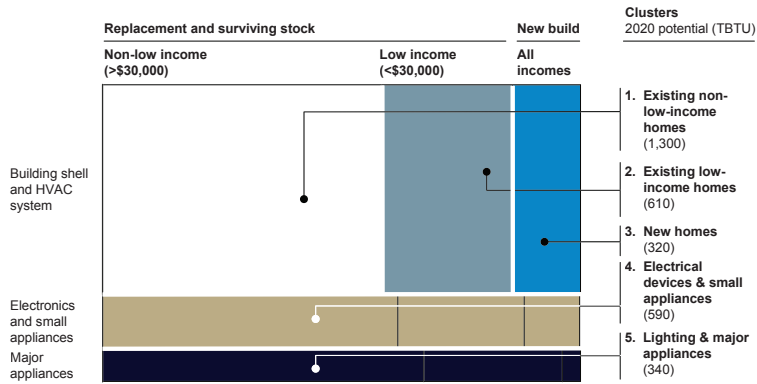 Clusters
2020 potential (TBTU)
Replacement and surviving stock
New build
Non-low income
(>$30,000)
Low income
(<$30,000)
All
incomes
Building shell
and HVAC
system
Electronics
and small
appliances
Major
appliances
1. Existing non-
low-income
homes
(1,300)
2. Existing low-
income homes
(610)
3. New homes
(320)
4. Electrical
devices & small
appliances
(590)
5. Lighting & major
appliances
(340)